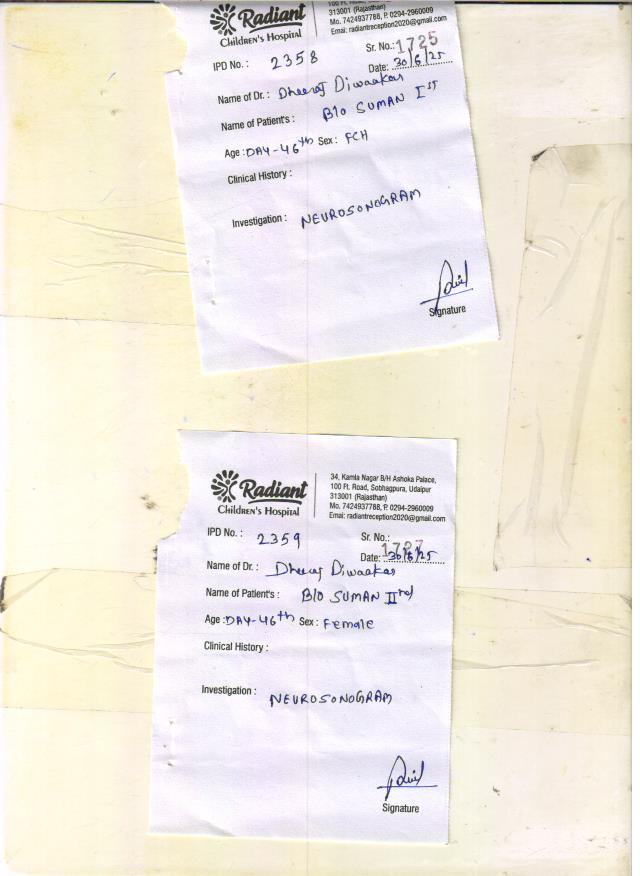 Radiant
Children's Hospital
313001 (Rajasthan)
Mo. 7424937788, P. 0294-2960009
Emai: radiantreception2020@gmail.com
IPD No. : 2358
Sr. No.: 1725
Date: 30/6/25
Name of Dr. : Dheeraj Diwaakar
Name of Patient's : B/O SUMAN Ist
Age : DAY-46th Sex : FCH
Clinical History :
Investigation : NEUROSONOGRAM
Signature
Radiant
Children's Hospital
34, Kamla Nagar B/H Ashoka Palace,
100 Ft. Road, Sobhagpura, Udaipur
313001 (Rajasthan)
Mo. 7424937788, P. 0294-2960009
Emai: radiantreception2020@gmail.com
IPD No. : 2359
Sr. No.: 1727
Date: 30/6/25
Name of Dr. : Dheeraj Diwaakar
Name of Patient's : B/O SUMAN IInd
Age : DAY-46th Sex : Female
Clinical History :
Investigation : NEUROSONOGRAM
Signature